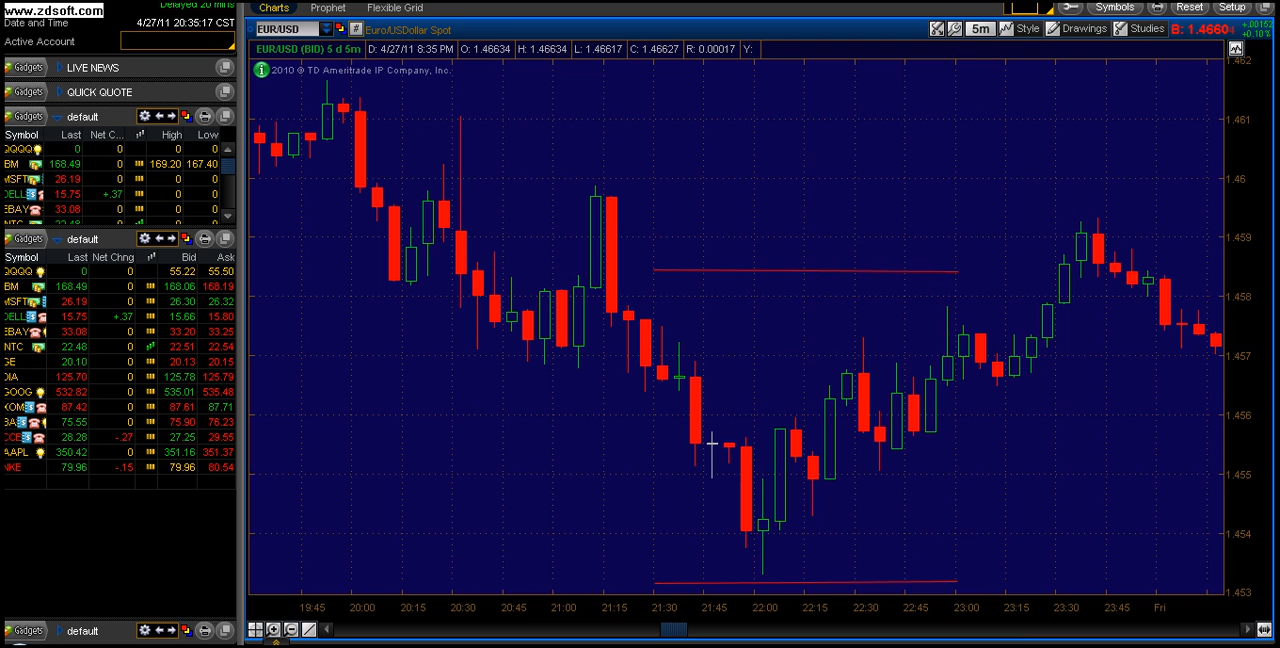 www.zdsoft.com
Delayed 20 mins
Date and Time 4/27/11 20:35:17 CST
Active Account
Gadgets LIVE NEWS
Gadgets QUICK QUOTE
Gadgets default
Symbol Last Net C... High Low
QQQQ 0 0 0 0
BM 168.49 0 169.20 167.40
MSFT 26.19 0 0 0
DELL 15.75 +.37 0 0
EBAY 33.08 0 0 0
NTC 22.48 0 0 0
Gadgets default
Symbol Last Net Chng Bid Ask
QQQQ 0 0 55.22 55.50
BM 168.49 0 168.06 168.19
MSFT 26.19 0 26.30 26.32
DELL 15.75 +.37 15.66 15.80
EBAY 33.08 0 33.20 33.25
NTC 22.48 0 22.51 22.54
GE 20.10 0 20.13 20.15
DIA 125.70 0 125.78 125.79
GOOG 532.82 0 535.01 535.48
XOM 87.42 0 87.61 87.71
BA 75.55 0 75.90 76.23
CCE 28.28 -.27 27.25 29.55
AAPL 350.42 0 351.16 351.37
NKE 79.96 -.15 79.96 80.54
Gadgets default
Charts Prophet Flexible Grid
Symbols Reset Setup
EUR/USD # Euro/USDollar Spot
5m Style Drawings Studies B: 1.46604 +.00152 +0.10%
EUR/USD (BID) 5 d 5m D: 4/27/11 8:35 PM O: 1.46634 H: 1.46634 L: 1.46617 C: 1.46627 R: 0.00017 Y:
2010 © TD Ameritrade IP Company, Inc.
1.462
1.461
1.46
1.459
1.458
1.457
1.456
1.455
1.454
1.453
19:45 20:00 20:15 20:30 20:45 21:00 21:15 21:30 21:45 22:00 22:15 22:30 22:45 23:00 23:15 23:30 23:45 Fri